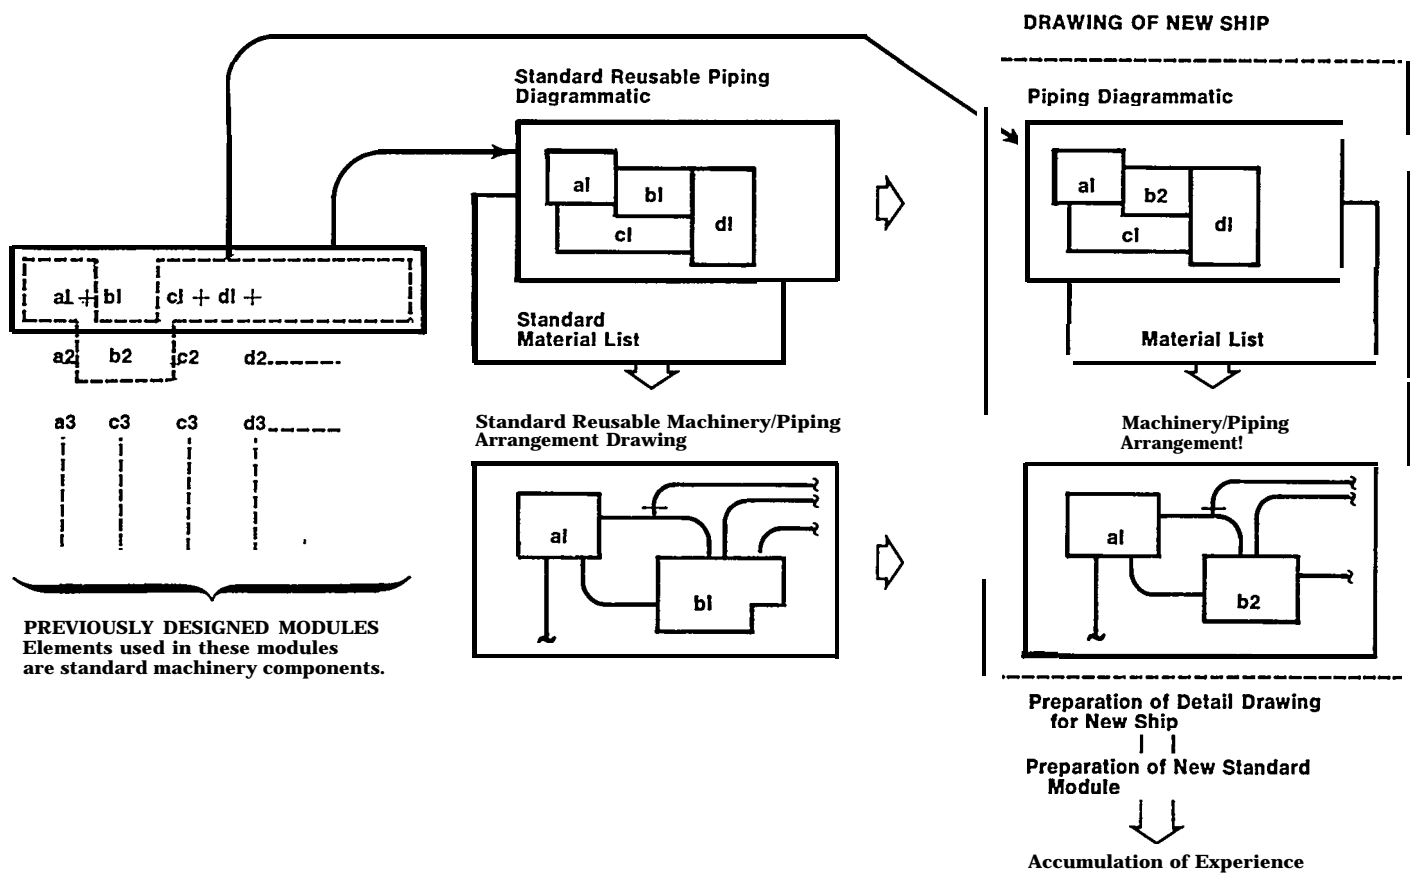 DRAWING OF NEW SHIP
Standard Reusable Piping
Diagrammatic
Piping Diagrammatic
a1
b1
c1
d1
a1
b2
c1
d1
a1 + b1 c1 + d1 +
a2 b2 c2 d2
a3 c3 c3 d3
Standard
Material List
Material List
Standard Reusable Machinery/Piping
Arrangement Drawing
Machinery/Piping
Arrangement!
a1
b1
a1
b2
PREVIOUSLY DESIGNED MODULES
Elements used in these modules
are standard machinery components.
Preparation of Detail Drawing
for New Ship
Preparation of New Standard
Module
Accumulation of Experience